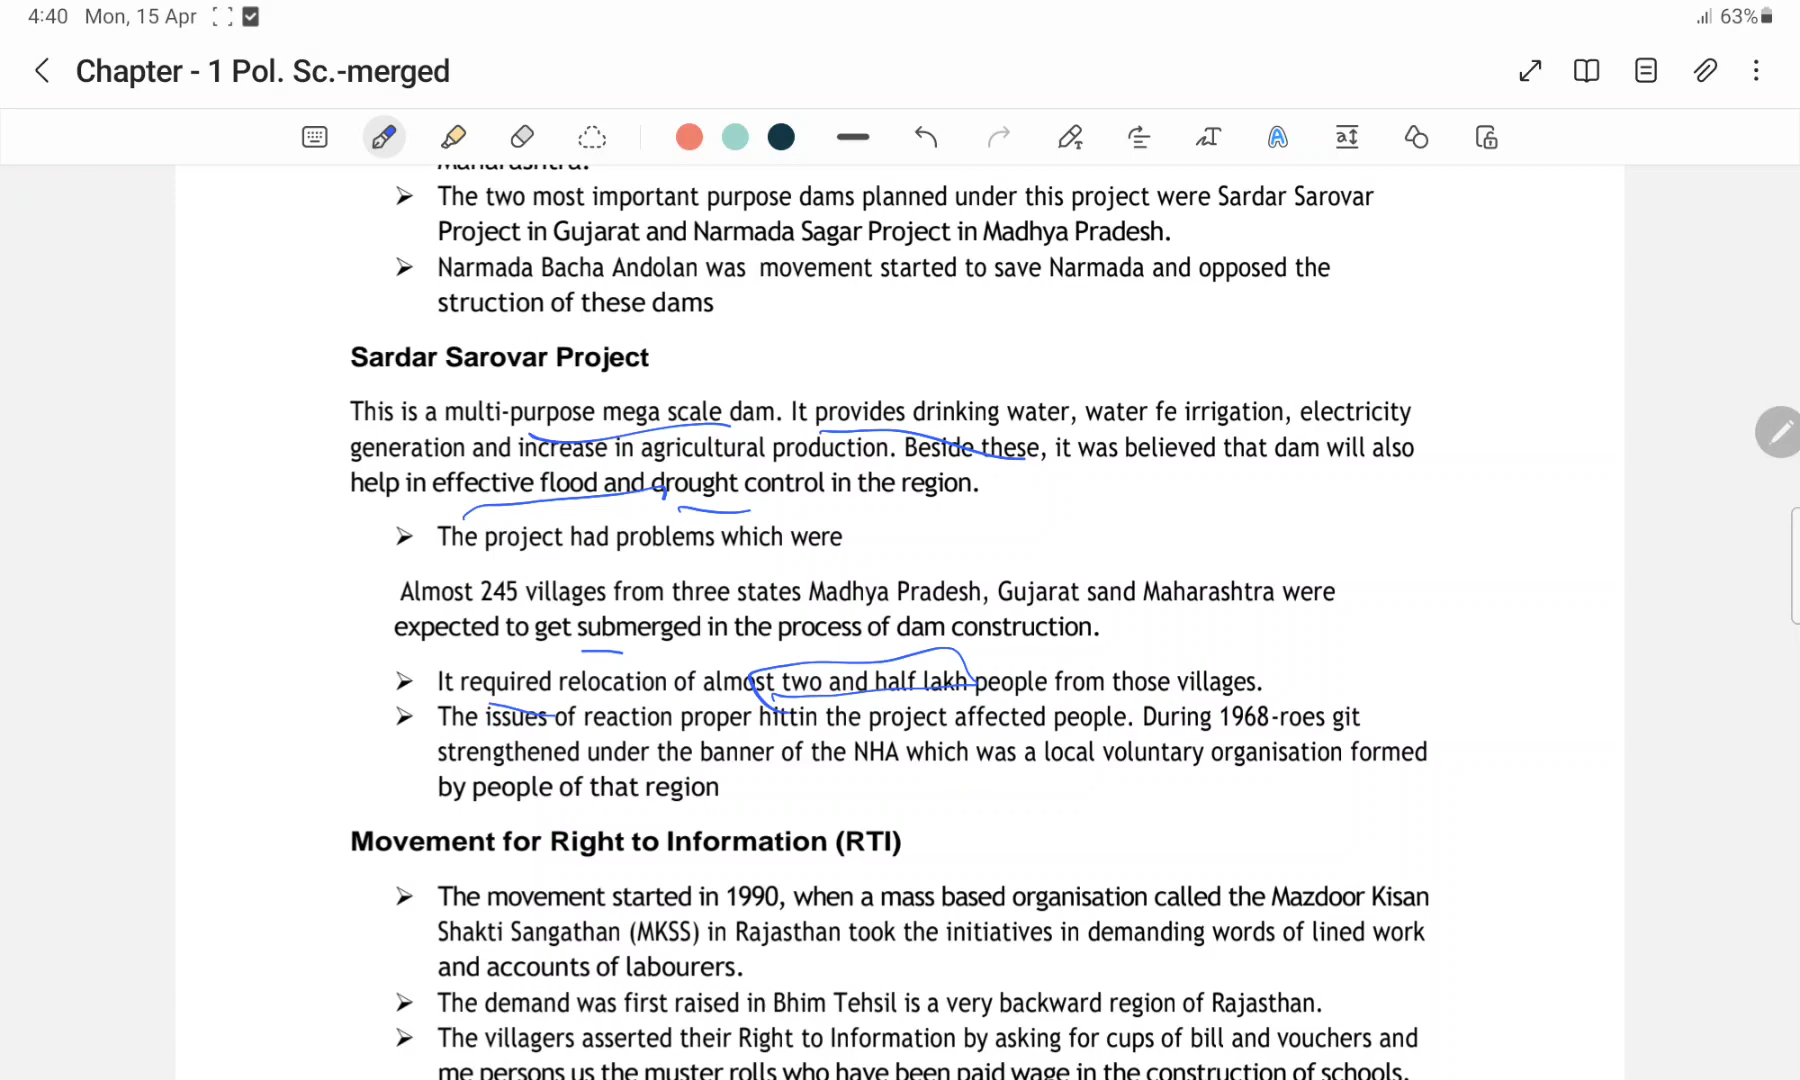 4:40 Mon, 15 Apr 63%
Chapter - 1 Pol. Sc.-merged
Maharashtra.
➢ The two most important purpose dams planned under this project were Sardar Sarovar
Project in Gujarat and Narmada Sagar Project in Madhya Pradesh.
➢ Narmada Bacha Andolan was movement started to save Narmada and opposed the
struction of these dams
Sardar Sarovar Project
This is a multi-purpose mega scale dam. It provides drinking water, water fe irrigation, electricity
generation and increase in agricultural production. Beside these, it was believed that dam will also
help in effective flood and drought control in the region.
➢ The project had problems which were
Almost 245 villages from three states Madhya Pradesh, Gujarat sand Maharashtra were
expected to get submerged in the process of dam construction.
➢ It required relocation of almost two and half lakh people from those villages.
➢ The issues of reaction proper hittin the project affected people. During 1968-roes git
strengthened under the banner of the NHA which was a local voluntary organisation formed
by people of that region
Movement for Right to Information (RTI)
➢ The movement started in 1990, when a mass based organisation called the Mazdoor Kisan
Shakti Sangathan (MKSS) in Rajasthan took the initiatives in demanding words of lined work
and accounts of labourers.
➢ The demand was first raised in Bhim Tehsil is a very backward region of Rajasthan.
➢ The villagers asserted their Right to Information by asking for cups of bill and vouchers and
me persons us the muster rolls who have been paid wage in the construction of schools,